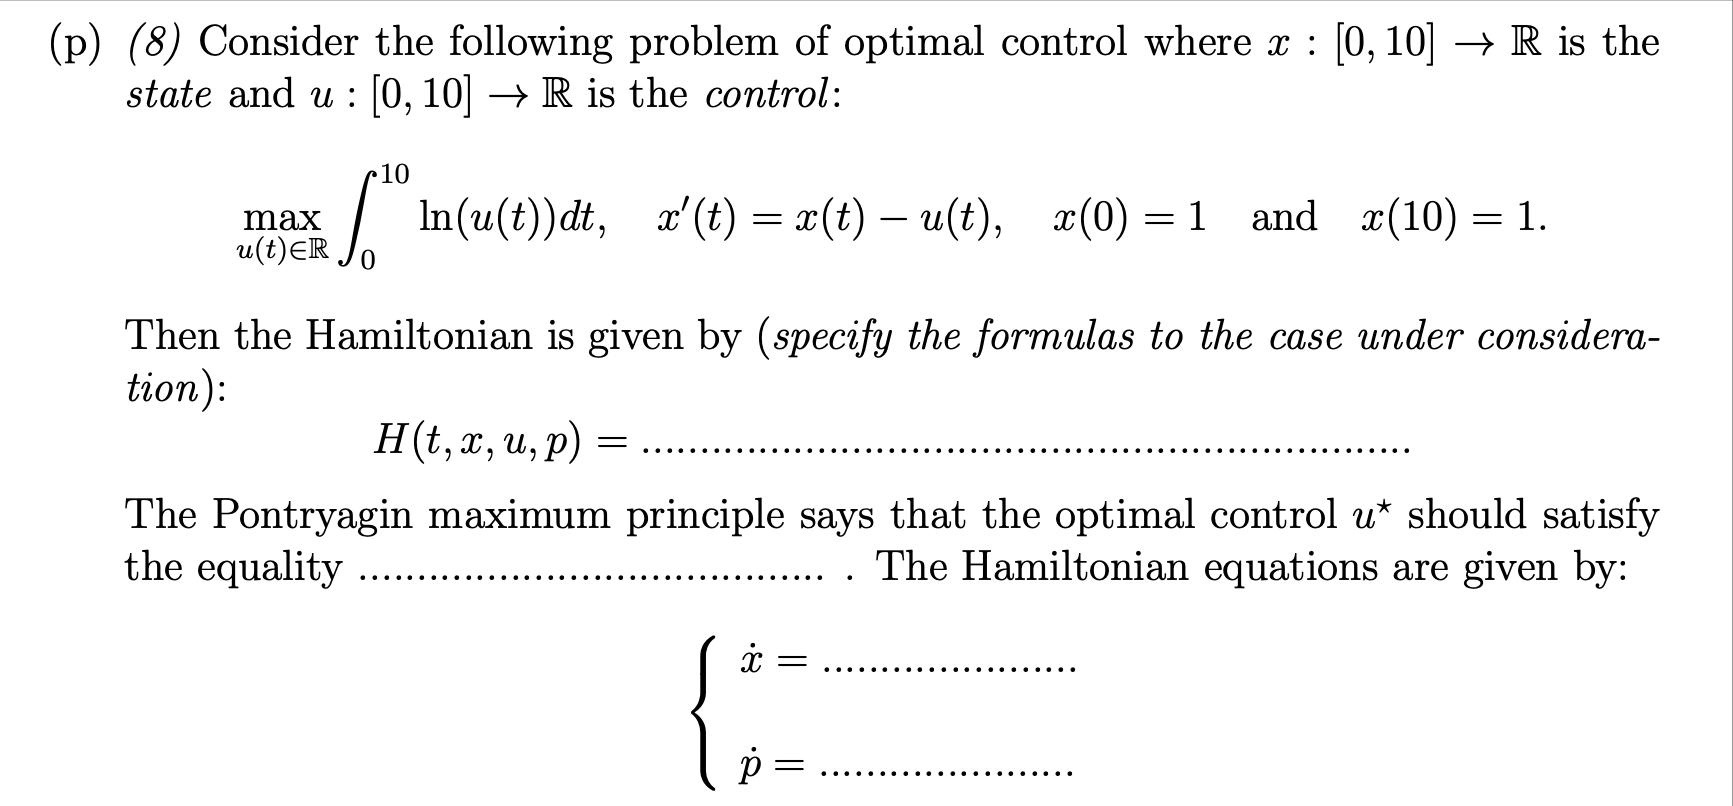 (p) (8) Consider the following problem of optimal control where x : [0, 10] → ℝ is the
state and u : [0, 10] → ℝ is the control:
max_{u(t)∈ℝ} ∫_0^{10} ln(u(t))dt, x′(t) = x(t) − u(t), x(0) = 1 and x(10) = 1.
Then the Hamiltonian is given by (specify the formulas to the case under considera-
tion):
H(t, x, u, p) = ..................................................................
The Pontryagin maximum principle says that the optimal control u⋆ should satisfy
the equality ........................................ . The Hamiltonian equations are given by:
{ ẋ = ......................
ṗ = ......................